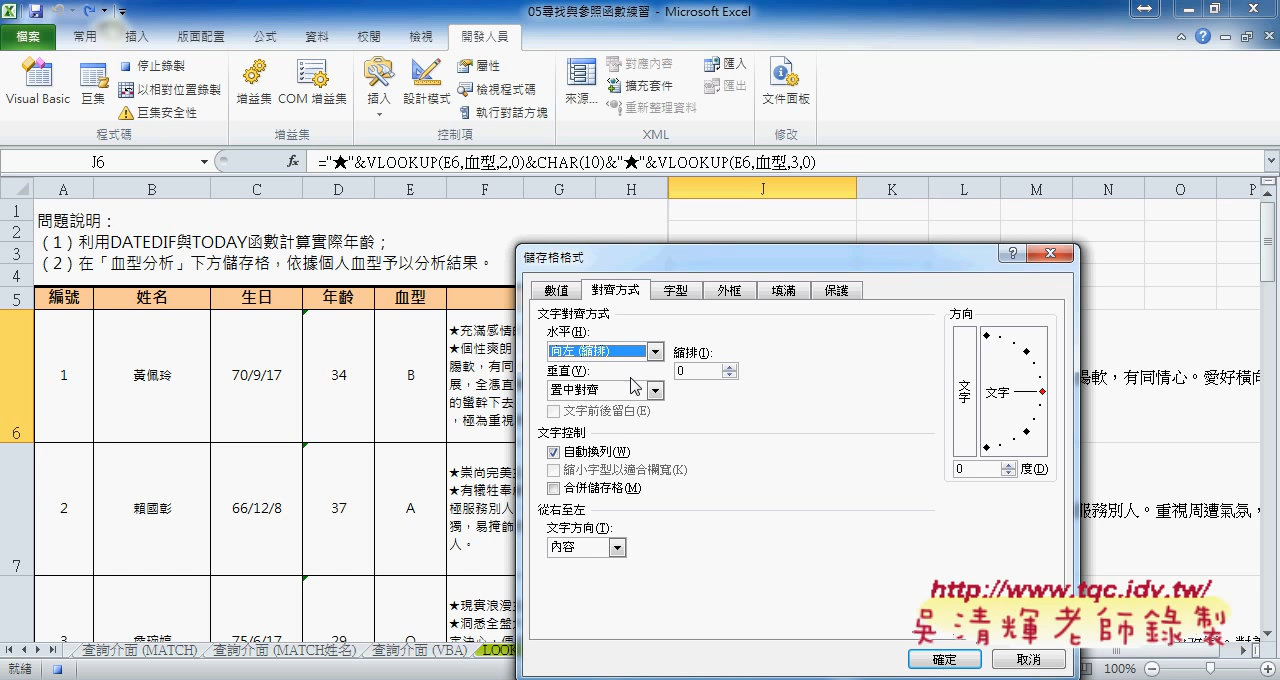 05尋找與參照函數練習 - Microsoft Excel
檔案 常用 插入 版面配置 公式 資料 校閱 檢視 開發人員
Visual Basic 巨集 停止錄製 以相對位置錄製 巨集安全性 程式碼
增益集 COM 增益集 增益集
插入 設計模式 屬性 檢視程式碼 執行對話方塊 控制項
來源... 對應內容 擴充套件 重新整理資料 匯入 匯出 XML
文件面板 修改
J6 fx ="★"&VLOOKUP(E6,血型,2,0)&CHAR(10)&"★"&VLOOKUP(E6,血型,3,0)
A B C D E F G H J K L M N O P
1 問題說明：
2
3 （1）利用DATEDIF與TODAY函數計算實際年齡；
4 （2）在「血型分析」下方儲存格，依據個人血型予以分析結果。
5 編號 姓名 生日 年齡 血型
6 1 黃佩玲 70/9/17 34 B
★充滿感情
★個性爽朗
腸軟，有同
展，全憑直
的蠻幹下去
，極為重視
腸軟，有同情心。愛好橫向
7 2 賴國彰 66/12/8 37 A
★崇尚完美
★有犧牲奉
極服務別人
獨，易掩飾
人。
服務別人。重視周遭氣氛，
3 75/6/17 29 O
★現實浪漫
★洞悉全盤
儲存格格式
數值 對齊方式 字型 外框 填滿 保護
文字對齊方式
水平(H):
向左 (縮排)
縮排(I):
0
垂直(V):
置中對齊
文字前後留白(E)
文字控制
自動換列(W)
縮小字型以適合欄寬(K)
合併儲存格(M)
從右至左
文字方向(T):
內容
方向
文字
文字
0 度(D)
確定 取消
http://www.tqc.idv.tw/
吳清輝老師錄製
查詢介面 (MATCH) 查詢介面 (MATCH姓名) 查詢介面 (VBA) LOOK
就緒 100%